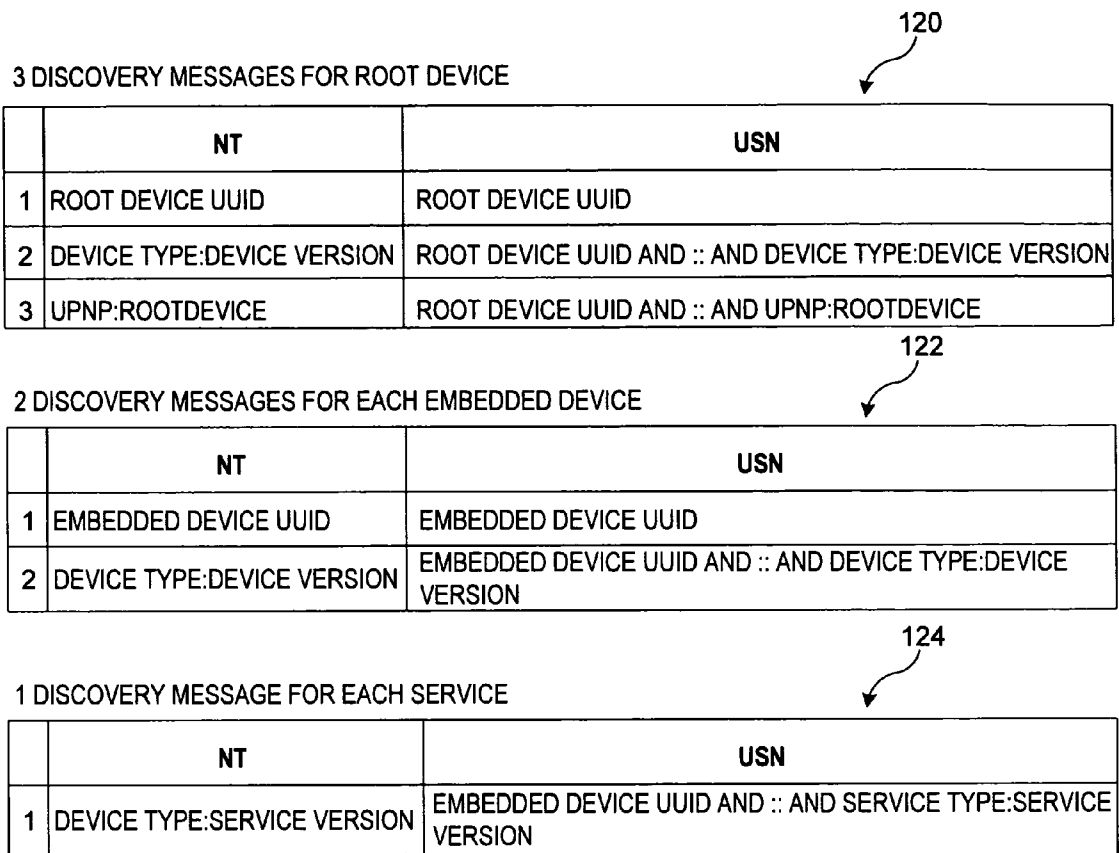 120
3 DISCOVERY MESSAGES FOR ROOT DEVICE
NT USN
1 ROOT DEVICE UUID ROOT DEVICE UUID
2 DEVICE TYPE:DEVICE VERSION ROOT DEVICE UUID AND :: AND DEVICE TYPE:DEVICE VERSION
3 UPNP:ROOTDEVICE ROOT DEVICE UUID AND :: AND UPNP:ROOTDEVICE
122
2 DISCOVERY MESSAGES FOR EACH EMBEDDED DEVICE
NT USN
1 EMBEDDED DEVICE UUID EMBEDDED DEVICE UUID
2 DEVICE TYPE:DEVICE VERSION EMBEDDED DEVICE UUID AND :: AND DEVICE TYPE:DEVICE
VERSION
124
1 DISCOVERY MESSAGE FOR EACH SERVICE
NT USN
1 DEVICE TYPE:SERVICE VERSION EMBEDDED DEVICE UUID AND :: AND SERVICE TYPE:SERVICE
VERSION